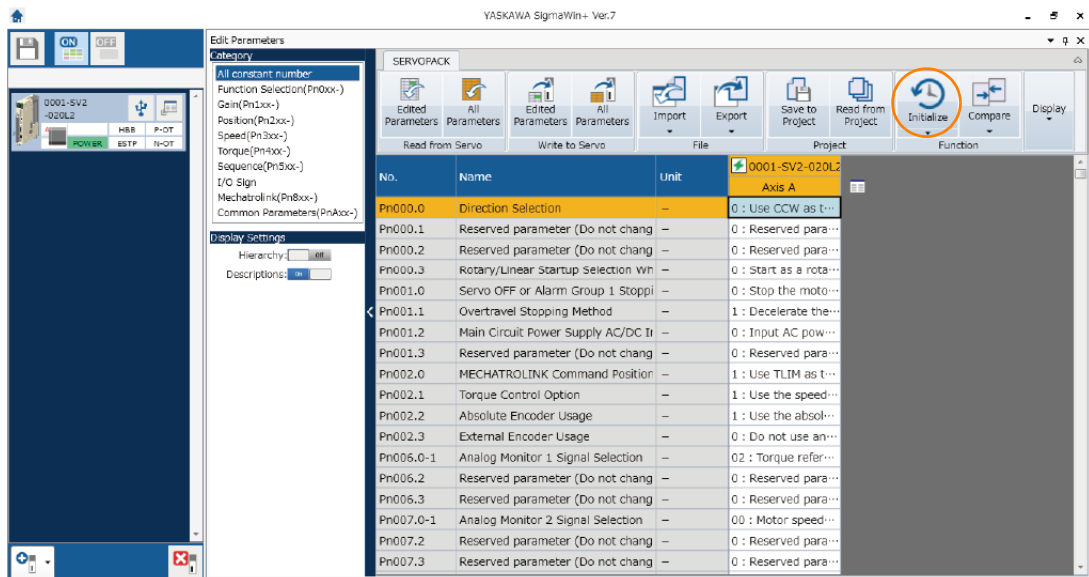 YASKAWA SigmaWin+ Ver.7
ON
OFF
0001-SV2
-020L2
HBB P-OT
POWER ESTP N-OT
Edit Parameters
Category
All constant number
Function Selection(Pn0xx-)
Gain(Pn1xx-)
Position(Pn2xx-)
Speed(Pn3xx-)
Torque(Pn4xx-)
Sequence(Pn5xx-)
I/O Sign
Mechatrolink(Pn8xx-)
Common Parameters(PnAxx-)
Display Settings
Hierarchy: Off
Descriptions: ON
SERVOPACK
Edited Parameters
All Parameters
Read from Servo
Edited Parameters
All Parameters
Write to Servo
Import
Export
File
Save to Project
Read from Project
Project
Initialize
Compare
Function
Display
No. Name Unit 0001-SV2-020L2
Axis A
Pn000.0 Direction Selection – 0 : Use CCW as t···
Pn000.1 Reserved parameter (Do not chang – 0 : Reserved para···
Pn000.2 Reserved parameter (Do not chang – 0 : Reserved para···
Pn000.3 Rotary/Linear Startup Selection Wh – 0 : Start as a rota···
Pn001.0 Servo OFF or Alarm Group 1 Stoppi – 0 : Stop the moto···
Pn001.1 Overtravel Stopping Method – 1 : Decelerate the···
Pn001.2 Main Circuit Power Supply AC/DC Ir – 0 : Input AC pow···
Pn001.3 Reserved parameter (Do not chang – 0 : Reserved para···
Pn002.0 MECHATROLINK Command Position – 1 : Use TLIM as t···
Pn002.1 Torque Control Option – 1 : Use the speed···
Pn002.2 Absolute Encoder Usage – 1 : Use the absol···
Pn002.3 External Encoder Usage – 0 : Do not use an···
Pn006.0-1 Analog Monitor 1 Signal Selection – 02 : Torque refer···
Pn006.2 Reserved parameter (Do not chang – 0 : Reserved para···
Pn006.3 Reserved parameter (Do not chang – 0 : Reserved para···
Pn007.0-1 Analog Monitor 2 Signal Selection – 00 : Motor speed···
Pn007.2 Reserved parameter (Do not chang – 0 : Reserved para···
Pn007.3 Reserved parameter (Do not chang – 0 : Reserved para···